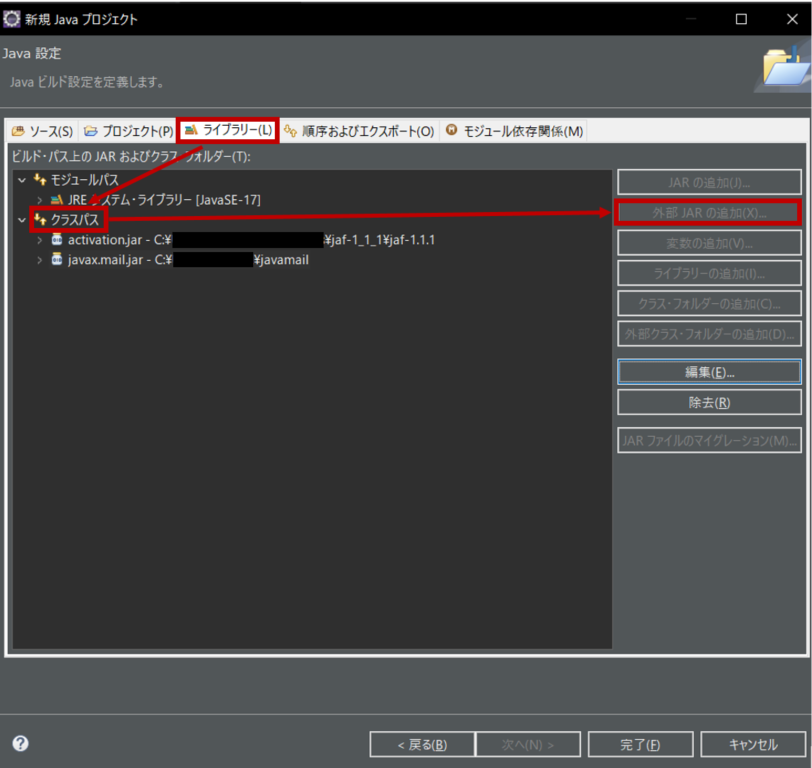 新規 Java プロジェクト
Java 設定
Java ビルド設定を定義します。
ソース(S) プロジェクト(P) ライブラリー(L) 順序およびエクスポート(O) モジュール依存関係(M)
ビルド・パス上の JAR およびクラス・フォルダー(T):
モジュールパス
JRE システム・ライブラリー [JavaSE-17]
クラスパス
activation.jar - C:¥ ¥jaf-1_1_1¥jaf-1.1.1
javax.mail.jar - C:¥ ¥javamail
JAR の追加(J)...
外部 JAR の追加(X)...
変数の追加(V)...
ライブラリーの追加(I)...
クラス・フォルダーの追加(C)...
外部クラス・フォルダーの追加(D)...
編集(E)...
除去(R)
JAR ファイルのマイグレーション(M)...
< 戻る(B) 次へ(N) > 完了(F) キャンセル